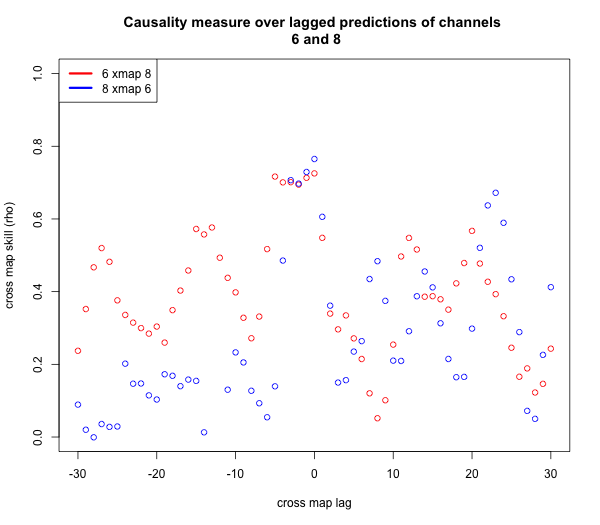 Causality measure over lagged predictions of channels
6 and 8
6 xmap 8
8 xmap 6
cross map skill (rho)
1.0
0.8
0.6
0.4
0.2
0.0
-30
-20
-10
0
10
20
30
cross map lag